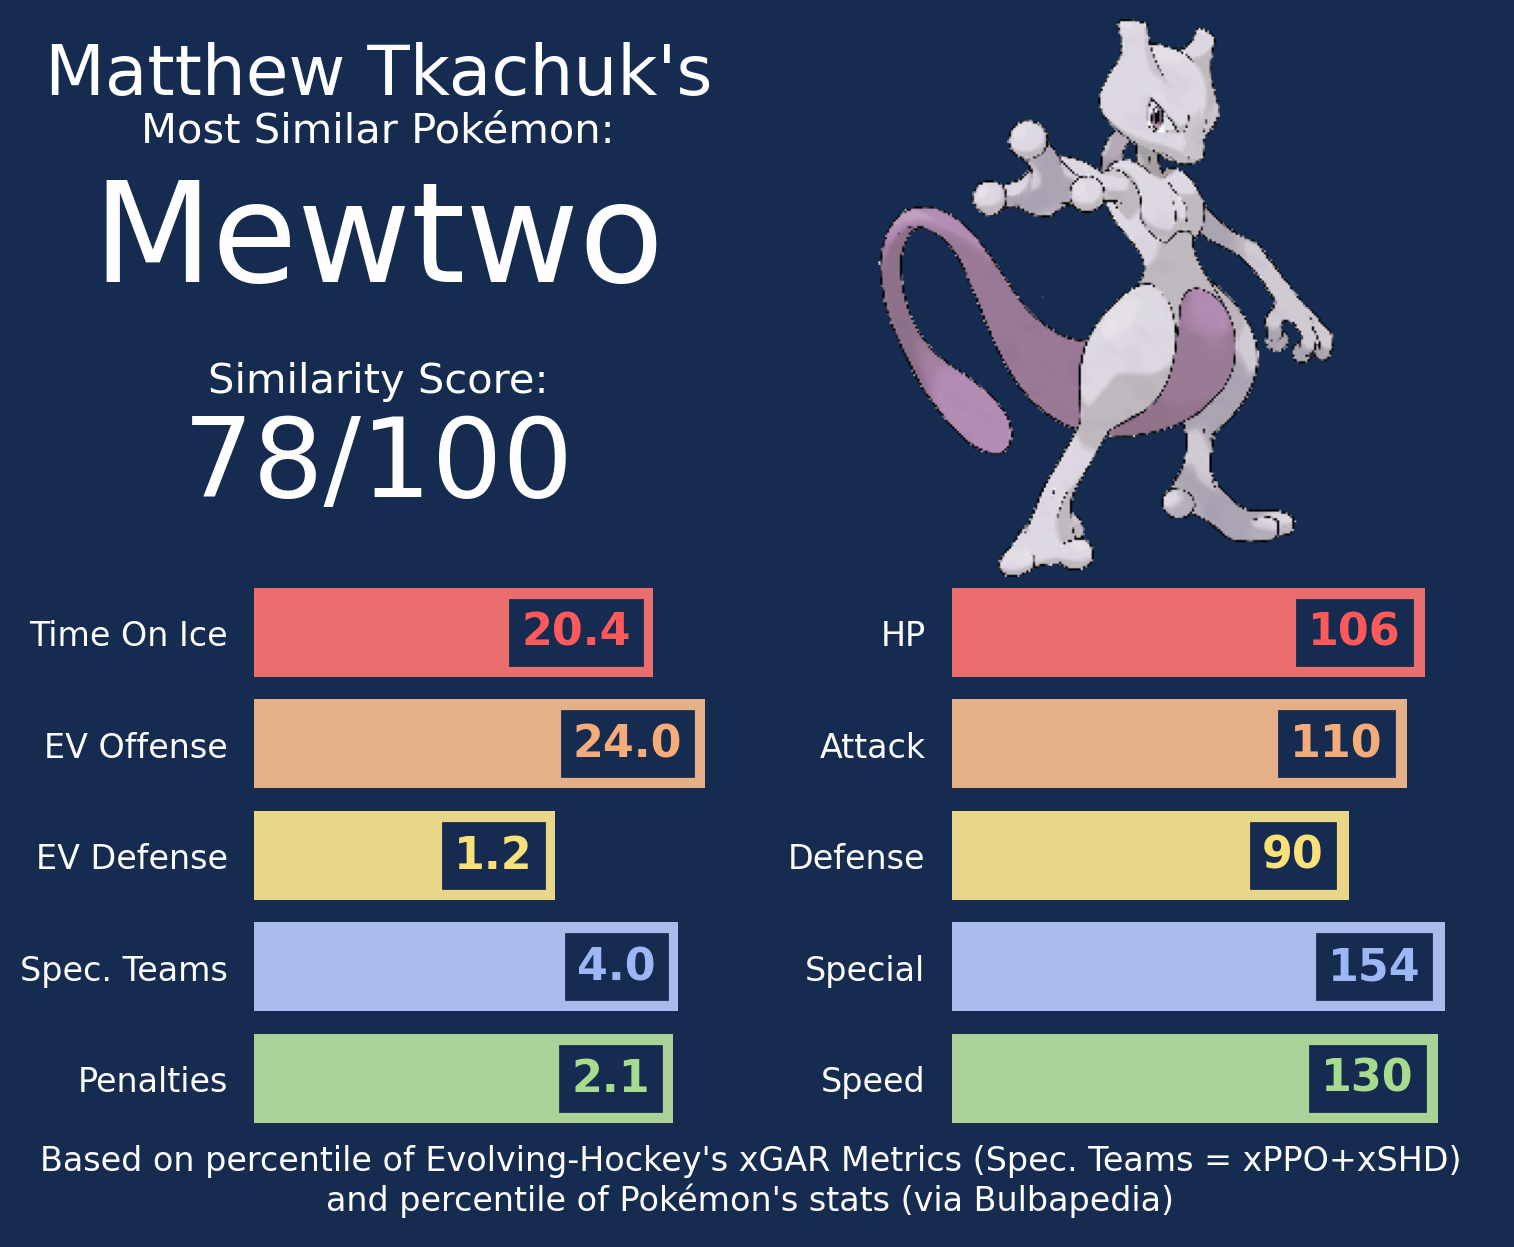 Matthew Tkachuk's
Most Similar Pokémon:
Mewtwo
Similarity Score:
78/100
Time On Ice 20.4
EV Offense 24.0
EV Defense 1.2
Spec. Teams 4.0
Penalties 2.1
HP 106
Attack 110
Defense 90
Special 154
Speed 130
Based on percentile of Evolving-Hockey's xGAR Metrics (Spec. Teams = xPPO+xSHD)
and percentile of Pokémon's stats (via Bulbapedia)